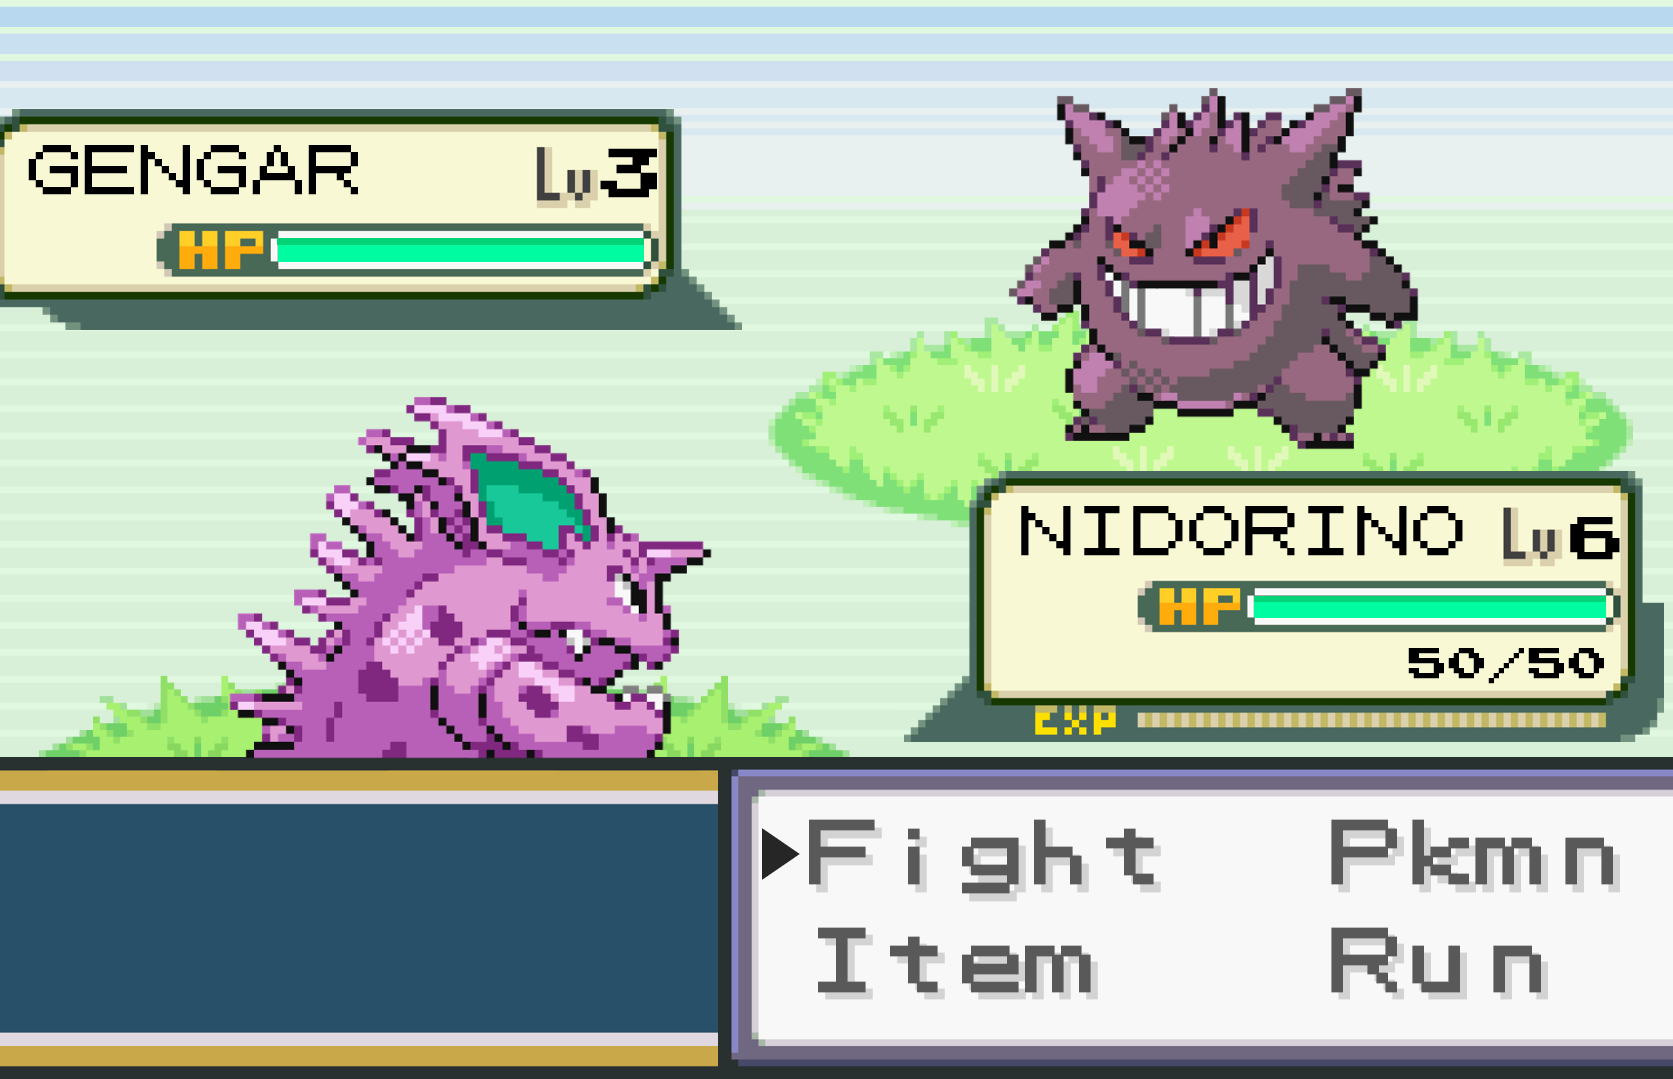 GENGAR Lv3
HP
NIDORINO Lv6
HP
50/50
EXP
Fight Pkmn
Item Run